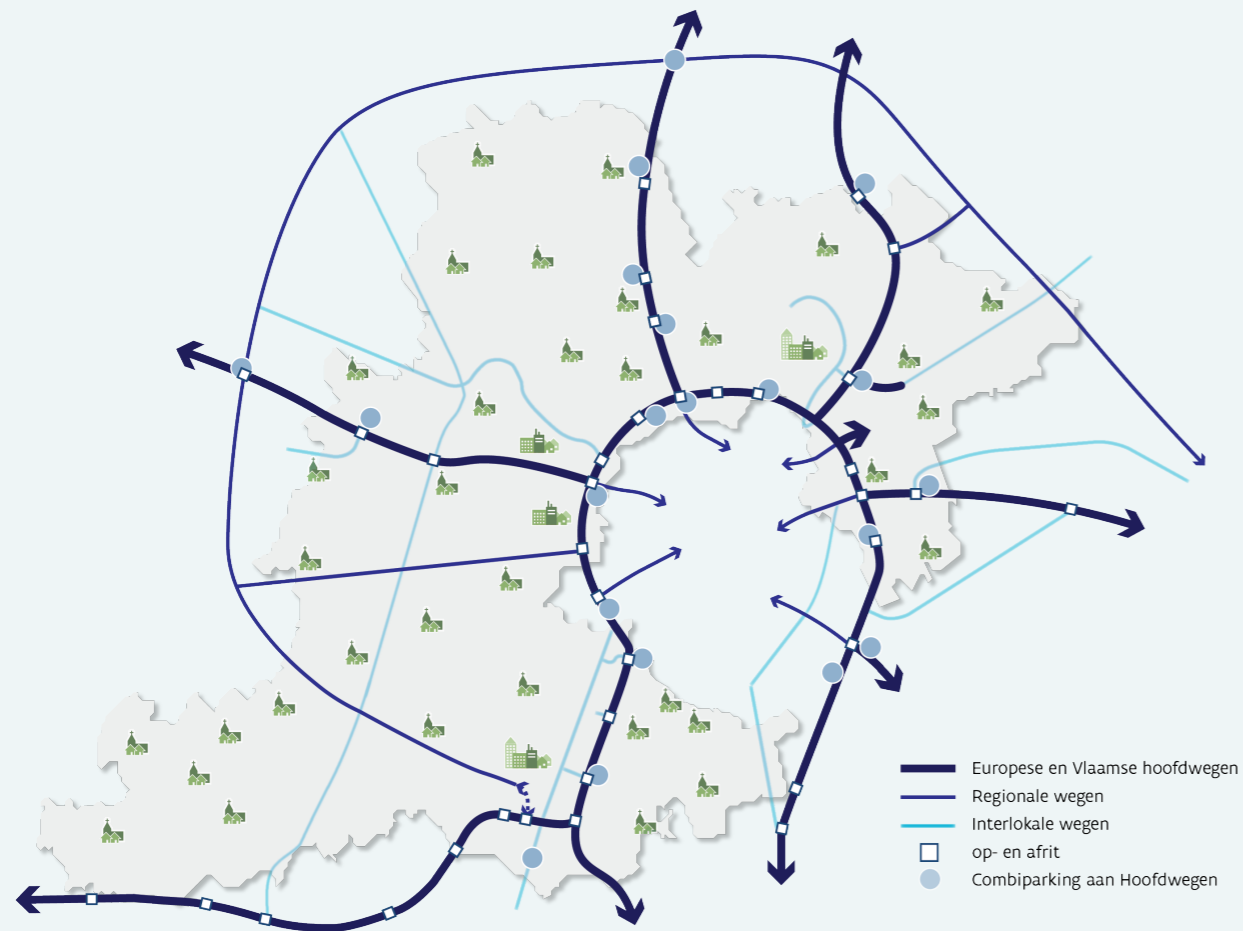 Europese en Vlaamse hoofdwegen
Regionale wegen
Interlokale wegen
op- en afrit
Combiparking aan Hoofdwegen